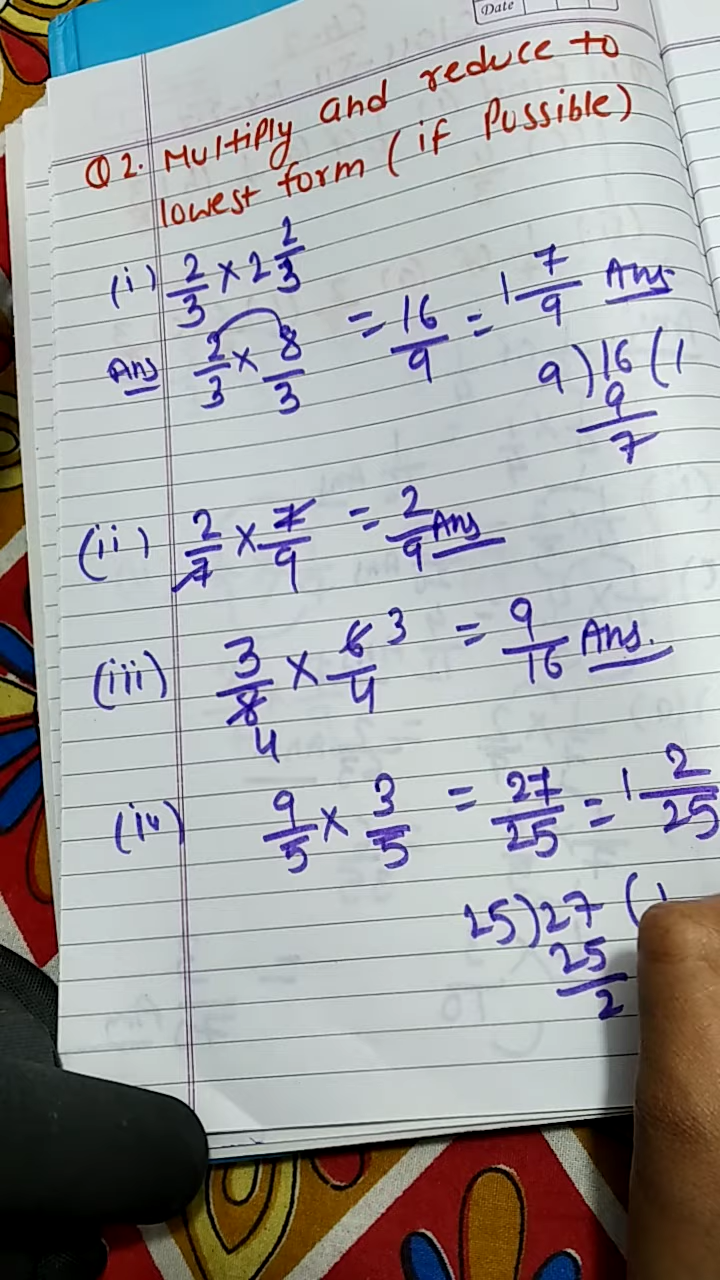 Date
Q2. Multiply and reduce to
lowest form (if Pussible)
(i) 2/3 × 2 2/3
Ans 2/3 × 8/3 = 16/9 = 1 7/9 Ans
9)16(1
9
7
(ii) 2/7 × 7/9 = 2/9 Ans
(iii) 3/8 × 6/4 3 = 9/16 Ans.
4
(iv) 9/5 × 3/5 = 27/25 = 1 2/25
25)27(1
25
2